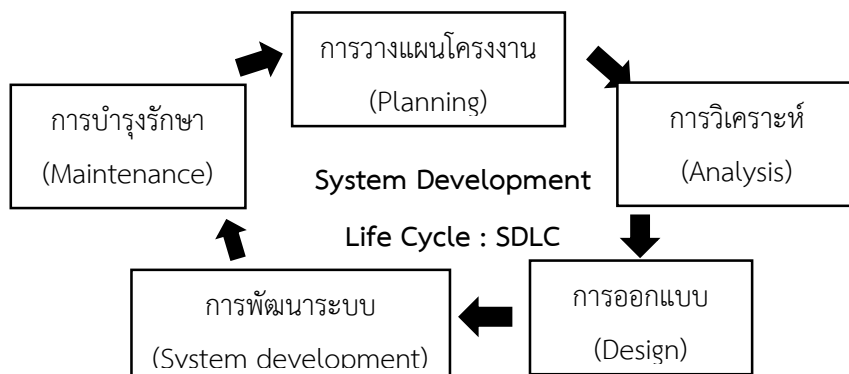 การวางแผนโครงงาน
(Planning)
การวิเคราะห์
(Analysis)
การออกแบบ
(Design)
การพัฒนาระบบ
(System development)
การบำรุงรักษา
(Maintenance)
System Development
Life Cycle : SDLC